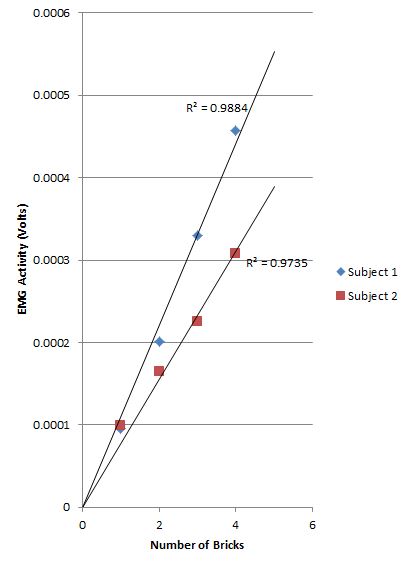 0.0006
0.0005
R² = 0.9884
0.0004
0.0003
R² = 0.9735
Subject 1
Subject 2
EMG Activity (Volts)
0.0002
0.0001
0
0 2 4 6
Number of Bricks